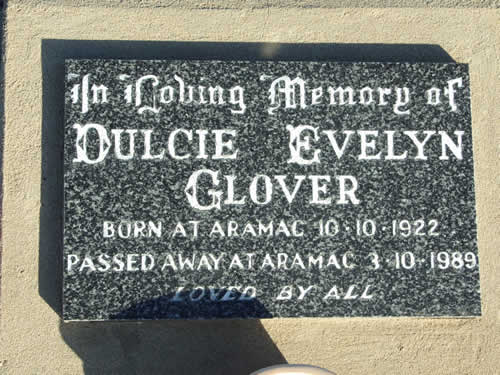 In Loving Memory of
DULCIE EVELYN
GLOVER
BORN AT ARAMAC 10·10·1922
PASSED AWAY AT ARAMAC 3·10·1989
LOVED BY ALL